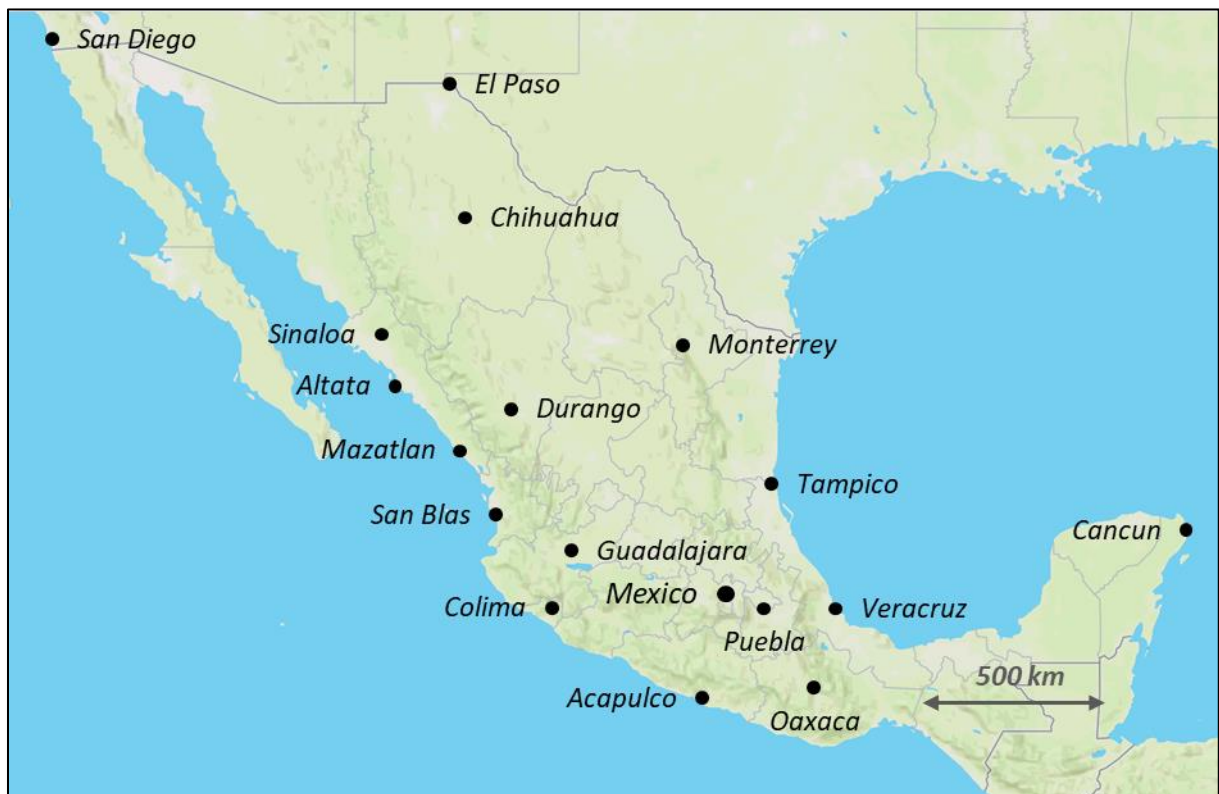 San Diego
El Paso
Chihuahua
Sinaloa
Monterrey
Altata
Durango
Mazatlan
Tampico
San Blas
Cancun
Guadalajara
Mexico
Colima
Veracruz
Puebla
500 km
Acapulco
Oaxaca